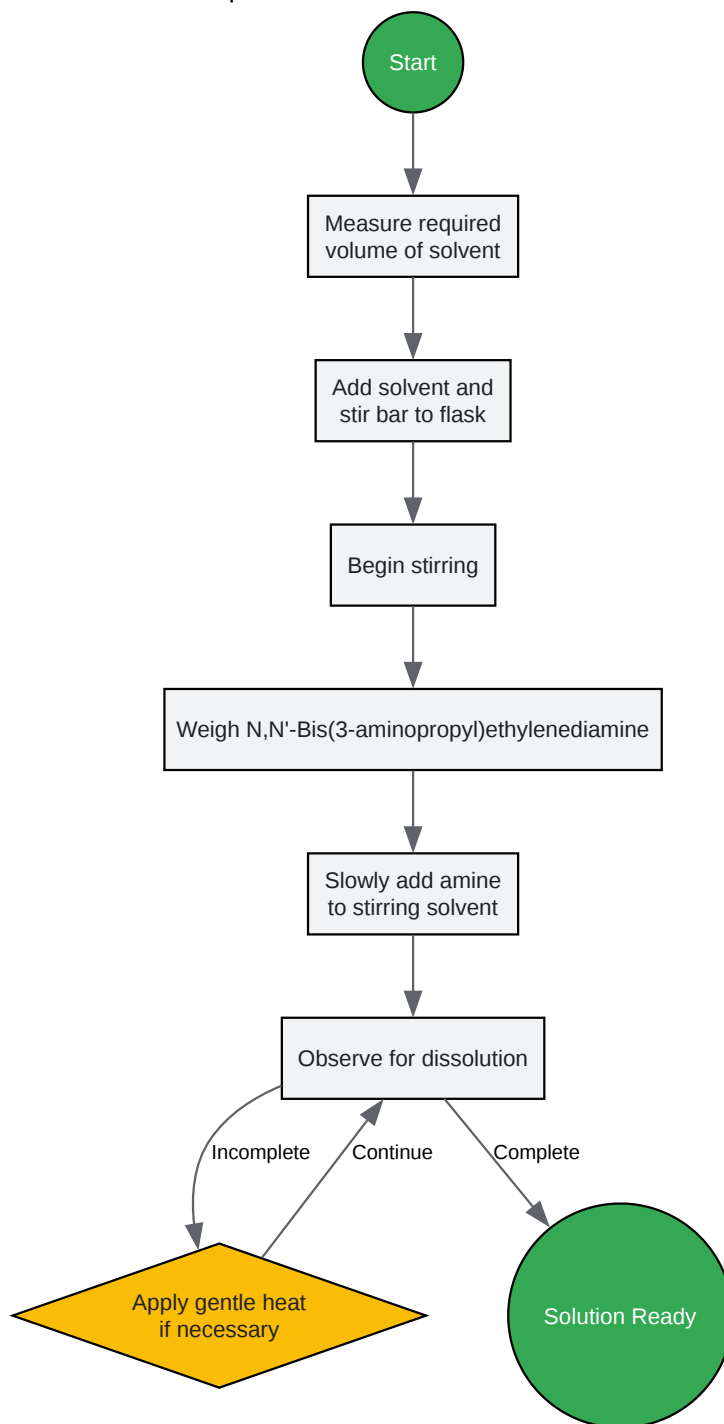 Start
Measure required
volume of solvent
Add solvent and
stir bar to flask
Begin stirring
Weigh N,N'-Bis(3-aminopropyl)ethylenediamine
Slowly add amine
to stirring solvent
Observe for dissolution
Incomplete
Continue
Complete
Apply gentle heat
if necessary
Solution Ready